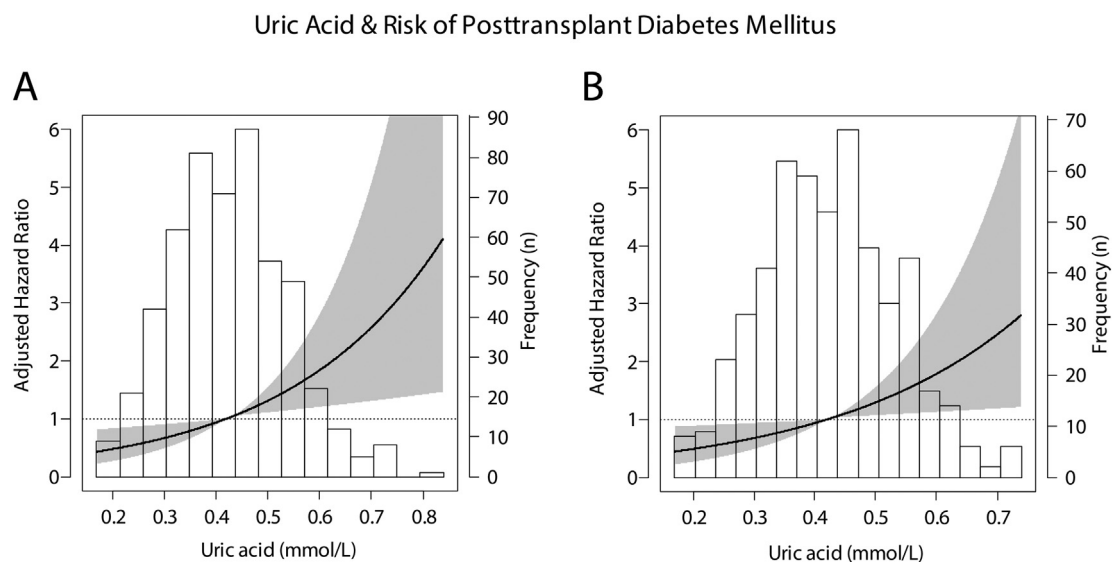 Uric Acid & Risk of Posttransplant Diabetes Mellitus
A
B
Adjusted Hazard Ratio
6
5
4
3
2
1
0
90
80
70
60
50
40
30
20
10
0
Frequency (n)
0.2 0.3 0.4 0.5 0.6 0.7 0.8
Uric acid (mmol/L)
Adjusted Hazard Ratio
6
5
4
3
2
1
0
70
60
50
40
30
20
10
0
Frequency (n)
0.2 0.3 0.4 0.5 0.6 0.7
Uric acid (mmol/L)